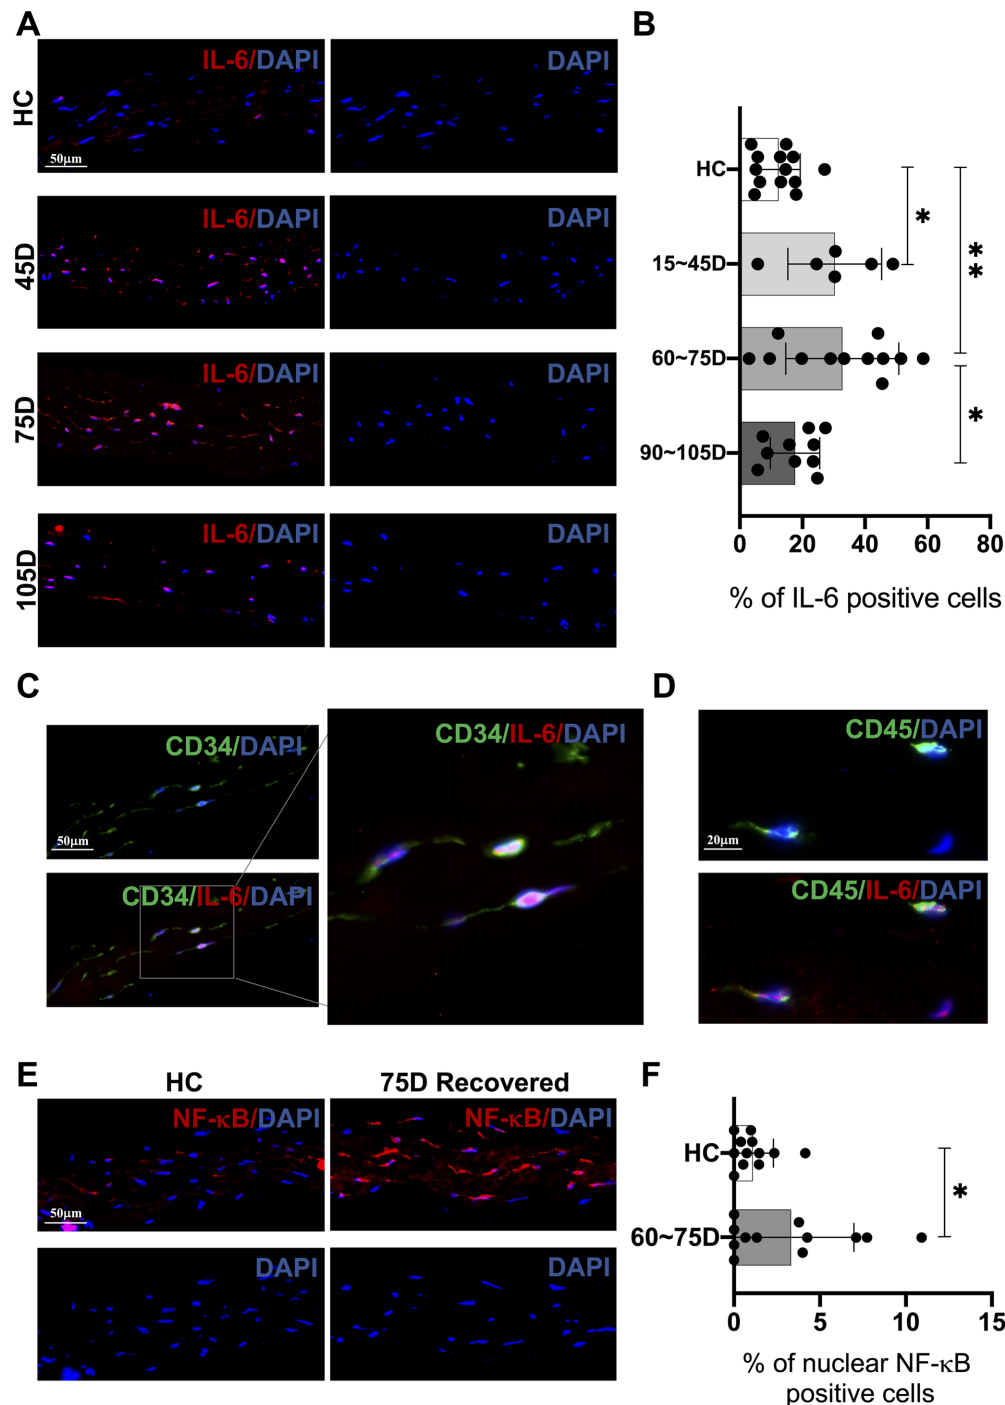 A
HC
IL-6/DAPI
DAPI
50μm
45D
IL-6/DAPI
DAPI
75D
IL-6/DAPI
DAPI
105D
IL-6/DAPI
DAPI
B
HC
15~45D
60~75D
90~105D
*
**
*
0 20 40 60 80
% of IL-6 positive cells
C
CD34/DAPI
50μm
CD34/IL-6/DAPI
CD34/IL-6/DAPI
D
CD45/DAPI
20μm
CD45/IL-6/DAPI
E
HC
75D Recovered
NF-κB/DAPI
50μm
NF-κB/DAPI
DAPI
DAPI
F
HC
60~75D
*
0 5 10 15
% of nuclear NF-κB
positive cells